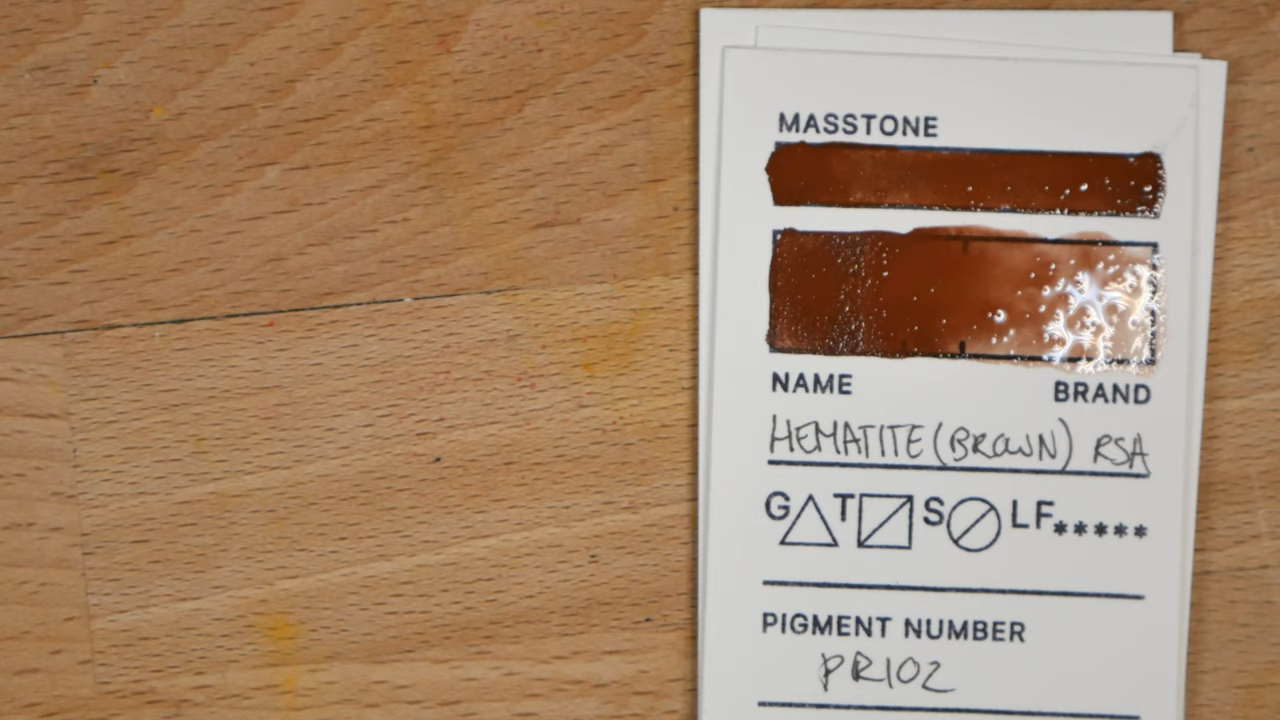 MASSTONE
NAME BRAND
HEMATITE (BROWN) RSA
G T S LF*****
PIGMENT NUMBER
PR102